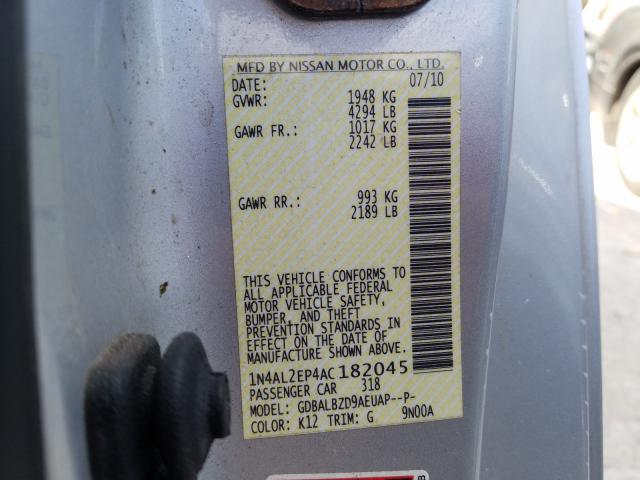 MFD BY NISSAN MOTOR CO., LTD.
DATE: 07/10
GVWR: 1948 KG
4294 LB
GAWR FR.: 1017 KG
2242 LB
GAWR RR.: 993 KG
2189 LB
THIS VEHICLE CONFORMS TO
ALL APPLICABLE FEDERAL
MOTOR VEHICLE SAFETY,
BUMPER, AND THEFT
PREVENTION STANDARDS IN
EFFECT ON THE DATE OF
MANUFACTURE SHOWN ABOVE.
1N4AL2EP4AC182045
PASSENGER CAR 318
MODEL: GDBALBZD9AEUAP--P-
COLOR: K12 TRIM: G 9N00A